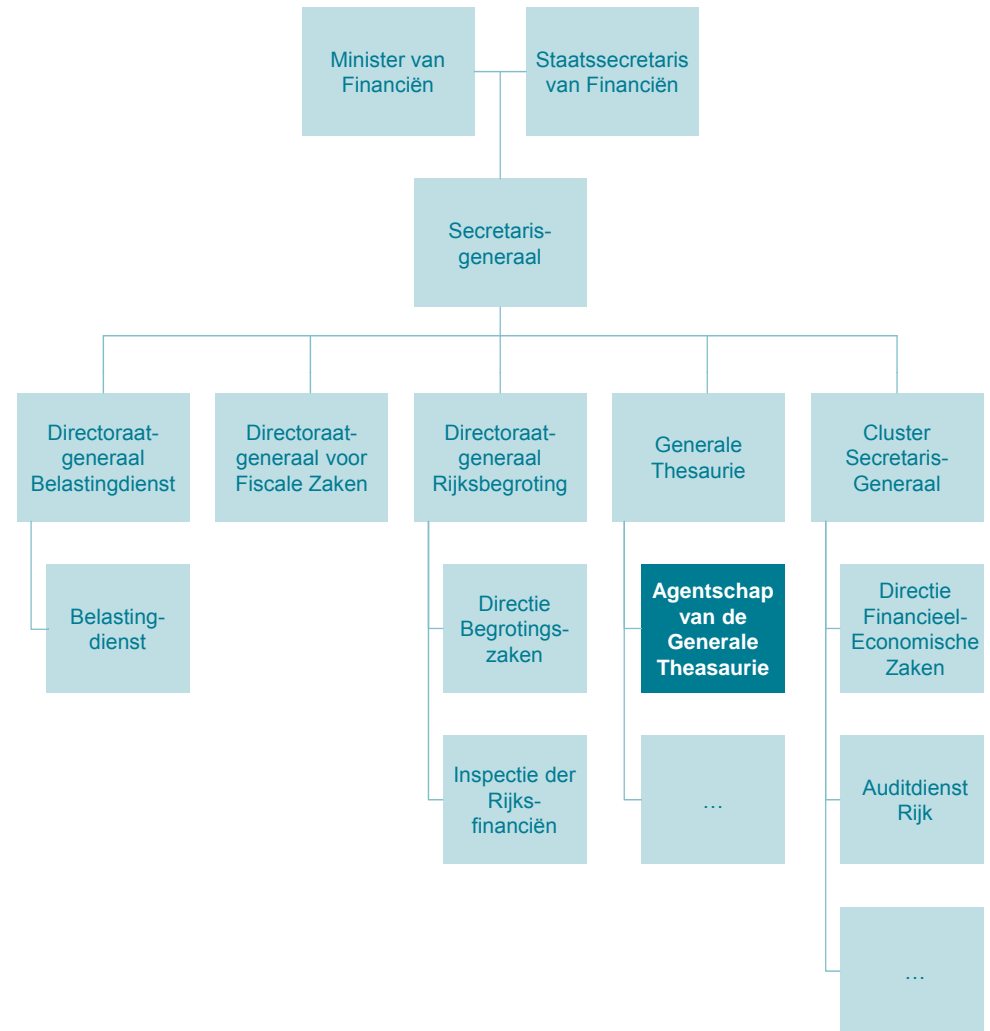 Minister van
Financiën
Staatssecretaris
van Financiën
Secretaris-
generaal
Directoraat-
generaal
Belastingdienst
Directoraat-
generaal voor
Fiscale Zaken
Directoraat-
generaal
Rijksbegroting
Generale
Thesaurie
Cluster
Secretaris-
Generaal
Belasting-
dienst
Directie
Begrotings-
zaken
Agentschap
van de
Generale
Theasaurie
Directie
Financieel-
Economische
Zaken
Inspectie der
Rijks-
financiën
…
Auditdienst
Rijk
…